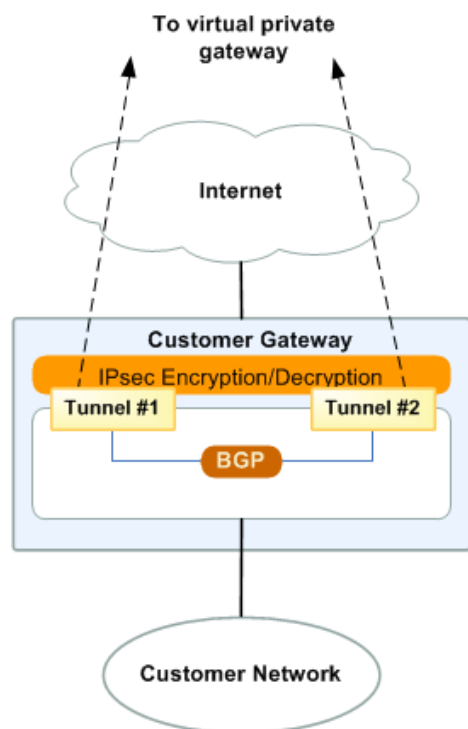 To virtual private
gateway
Internet
Customer Gateway
IPsec Encryption/Decryption
Tunnel #1
Tunnel #2
BGP
Customer Network